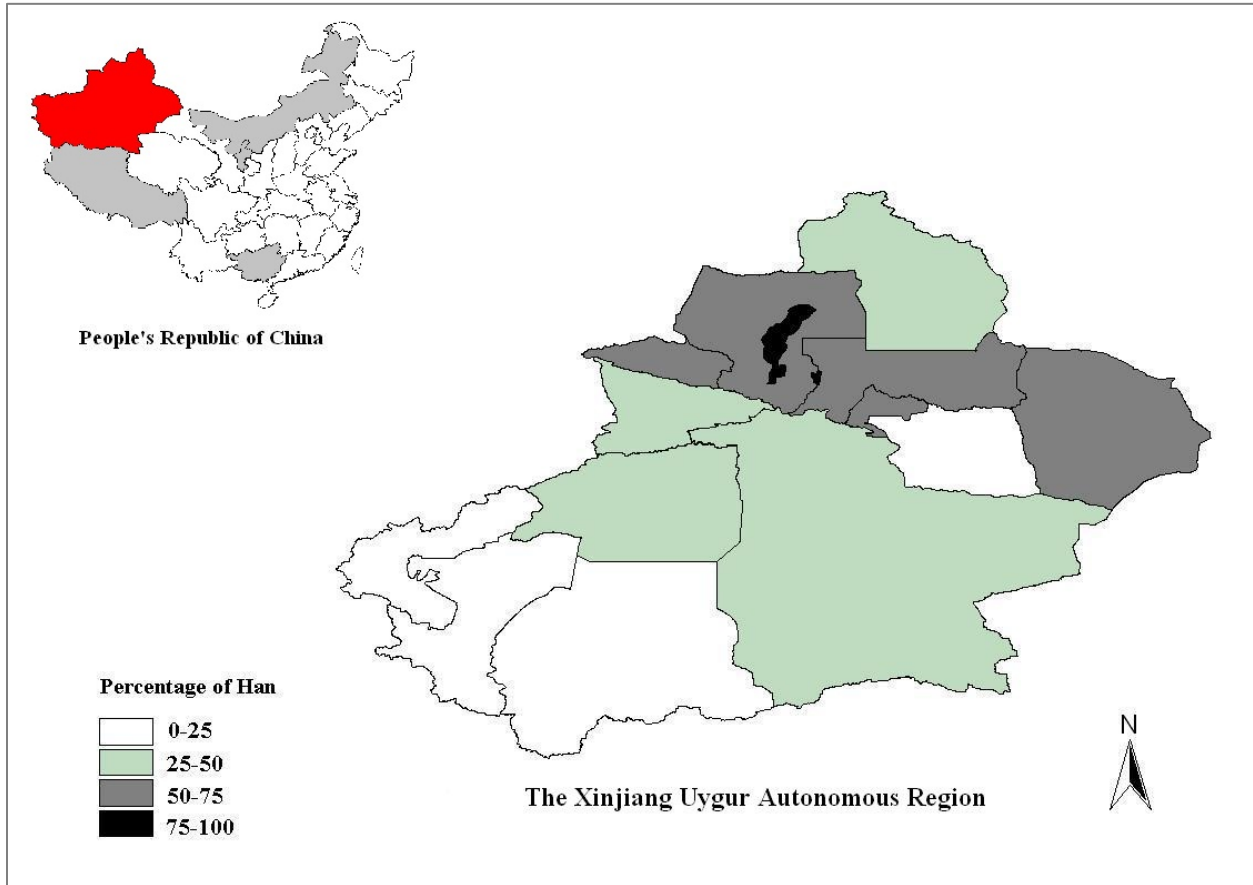 People's Republic of China
Percentage of Han
0-25
25-50
50-75
75-100
The Xinjiang Uygur Autonomous Region
N